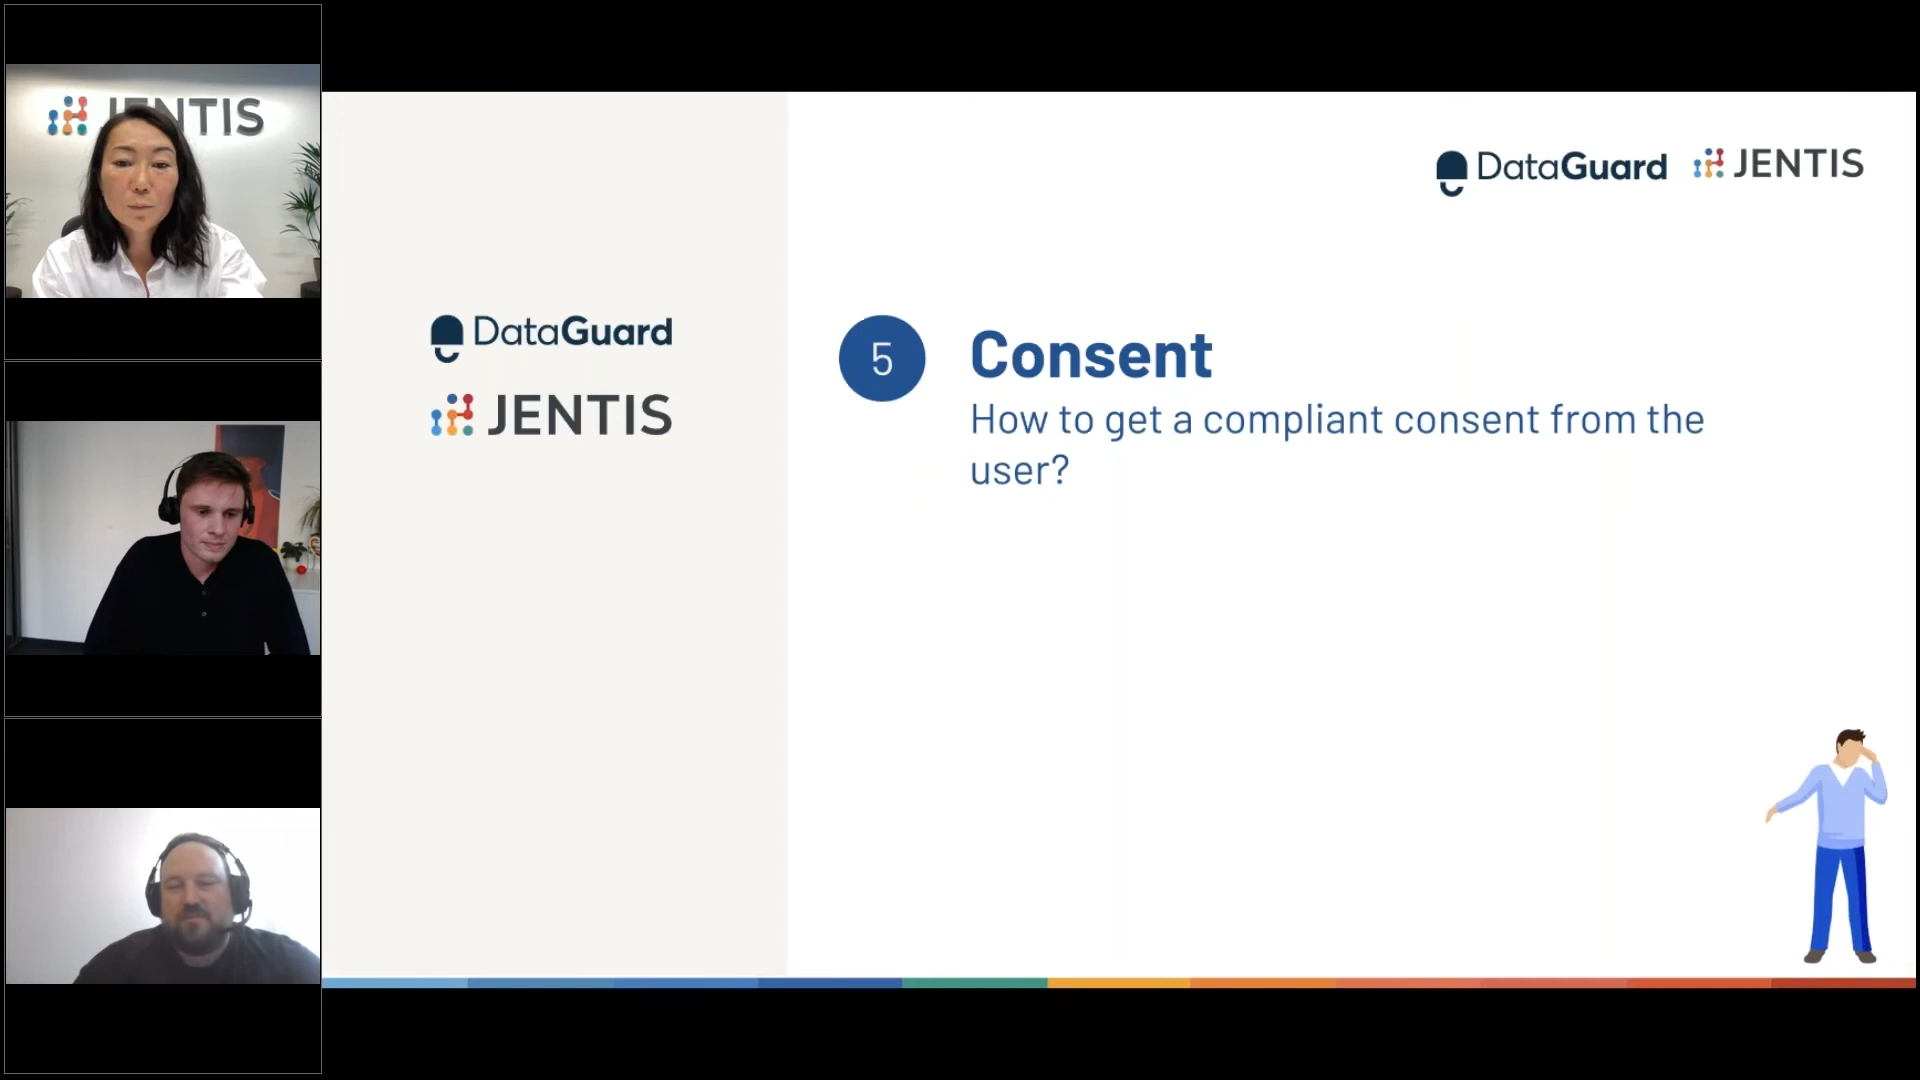 JENTIS
DataGuard JENTIS
DataGuard
JENTIS
5
Consent
How to get a compliant consent from the
user?